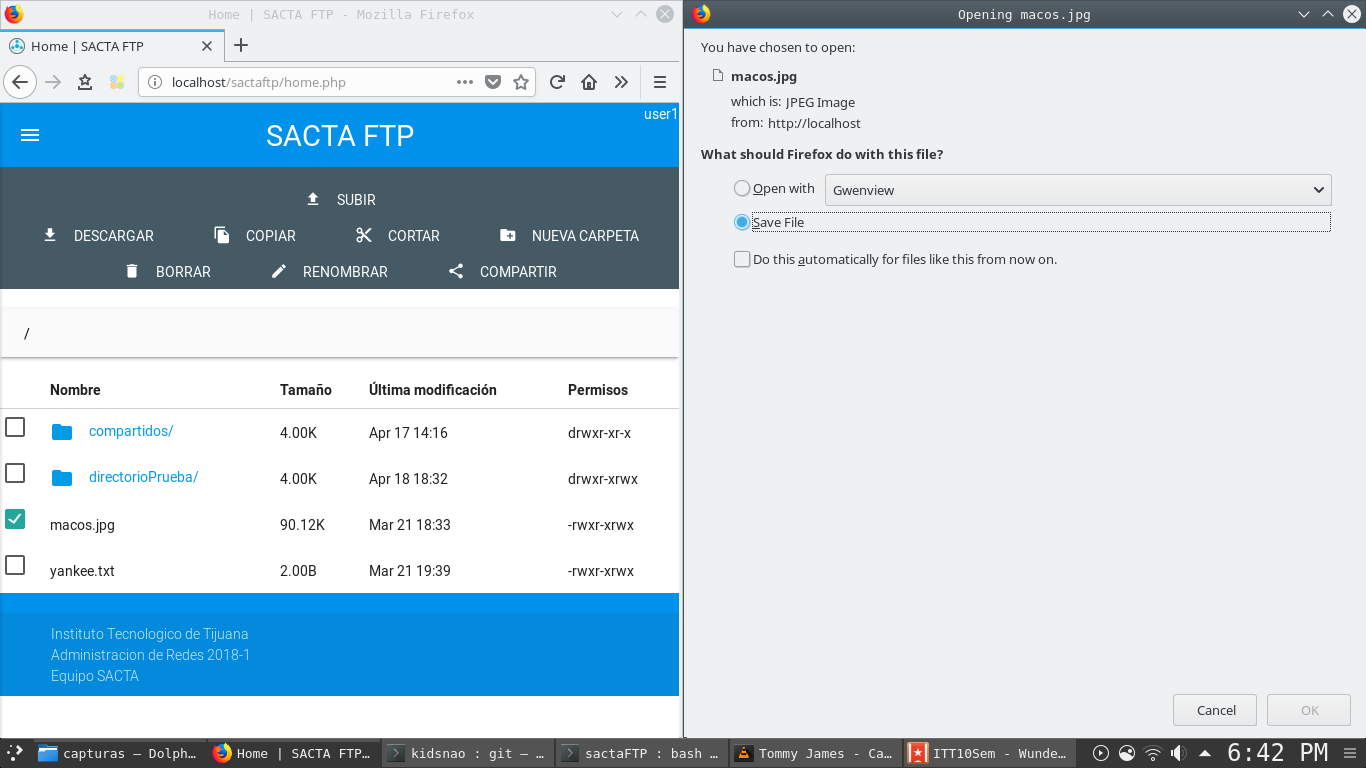 Home | SACTA FTP - Mozilla Firefox
Home | SACTA FTP
localhost/sactaftp/home.php
user1
SACTA FTP
SUBIR
DESCARGAR COPIAR CORTAR NUEVA CARPETA
BORRAR RENOMBRAR COMPARTIR
/
Nombre Tamaño Última modificación Permisos
compartidos/ 4.00K Apr 17 14:16 drwxr-xr-x
directorioPrueba/ 4.00K Apr 18 18:32 drwxr-xrwx
macos.jpg 90.12K Mar 21 18:33 -rwxr-xrwx
yankee.txt 2.00B Mar 21 19:39 -rwxr-xrwx
Instituto Tecnologico de Tijuana
Administracion de Redes 2018-1
Equipo SACTA
Opening macos.jpg
You have chosen to open:
macos.jpg
which is: JPEG Image
from: http://localhost
What should Firefox do with this file?
Open with Gwenview
Save File
Do this automatically for files like this from now on.
Cancel OK
capturas — Dolph... Home | SACTA FTP... kidsnao : git — ... sactaFTP : bash ... Tommy James - Ca... ITT10Sem - Wunde... 6:42 PM